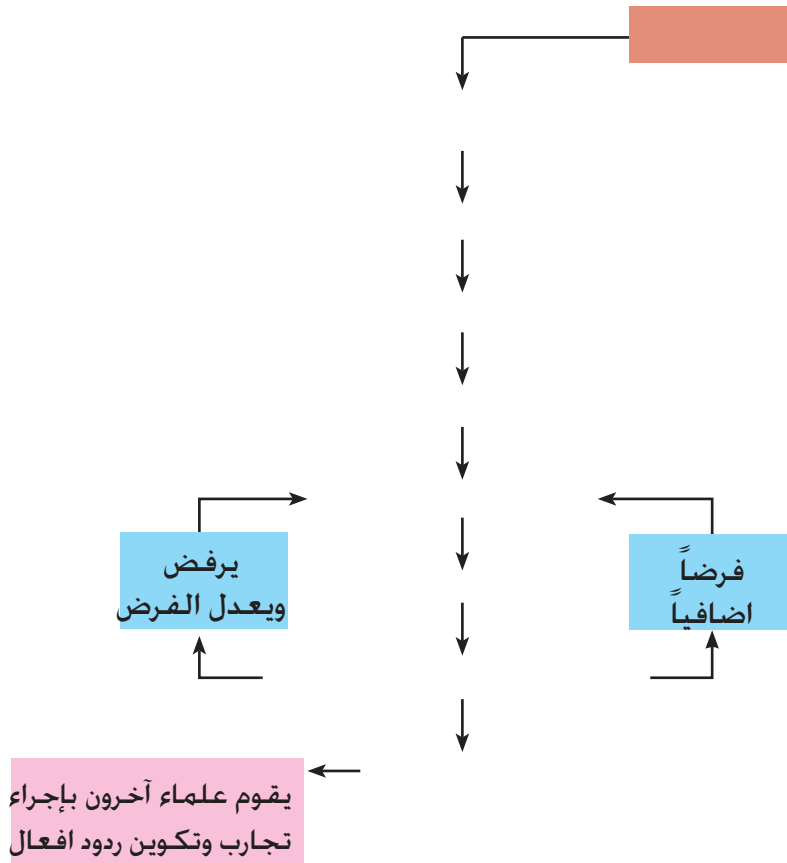 فرضاً
اضافياً
يرفض
ويعدل الفرض
يقوم علماء آخرون بإجراء
تجارب وتكوين ردود افعال